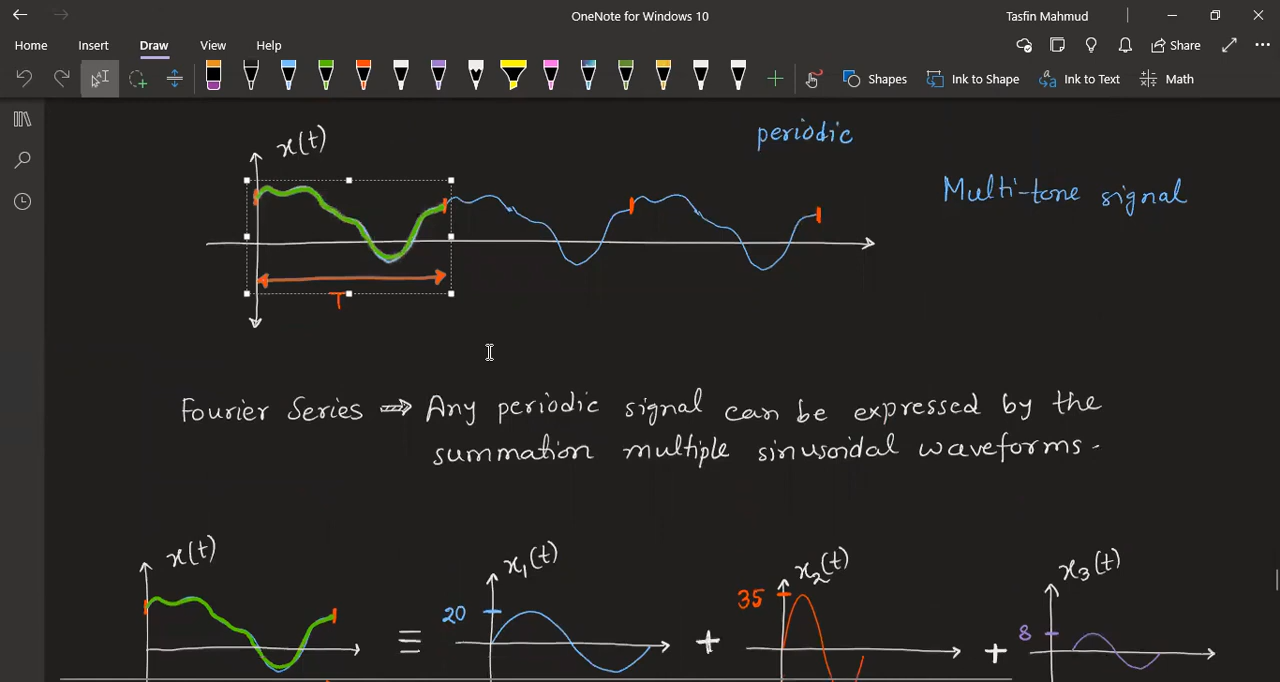 OneNote for Windows 10
Tasfin Mahmud
Home Insert Draw View Help
Share
Shapes Ink to Shape Ink to Text Math
x(t)
periodic
Multi-tone signal
T
Fourier Series ⇒ Any periodic signal can be expressed by the
summation multiple sinusoidal waveforms.
x(t) x₁(t) x₂(t) x₃(t)
20 35 8
≡ + +